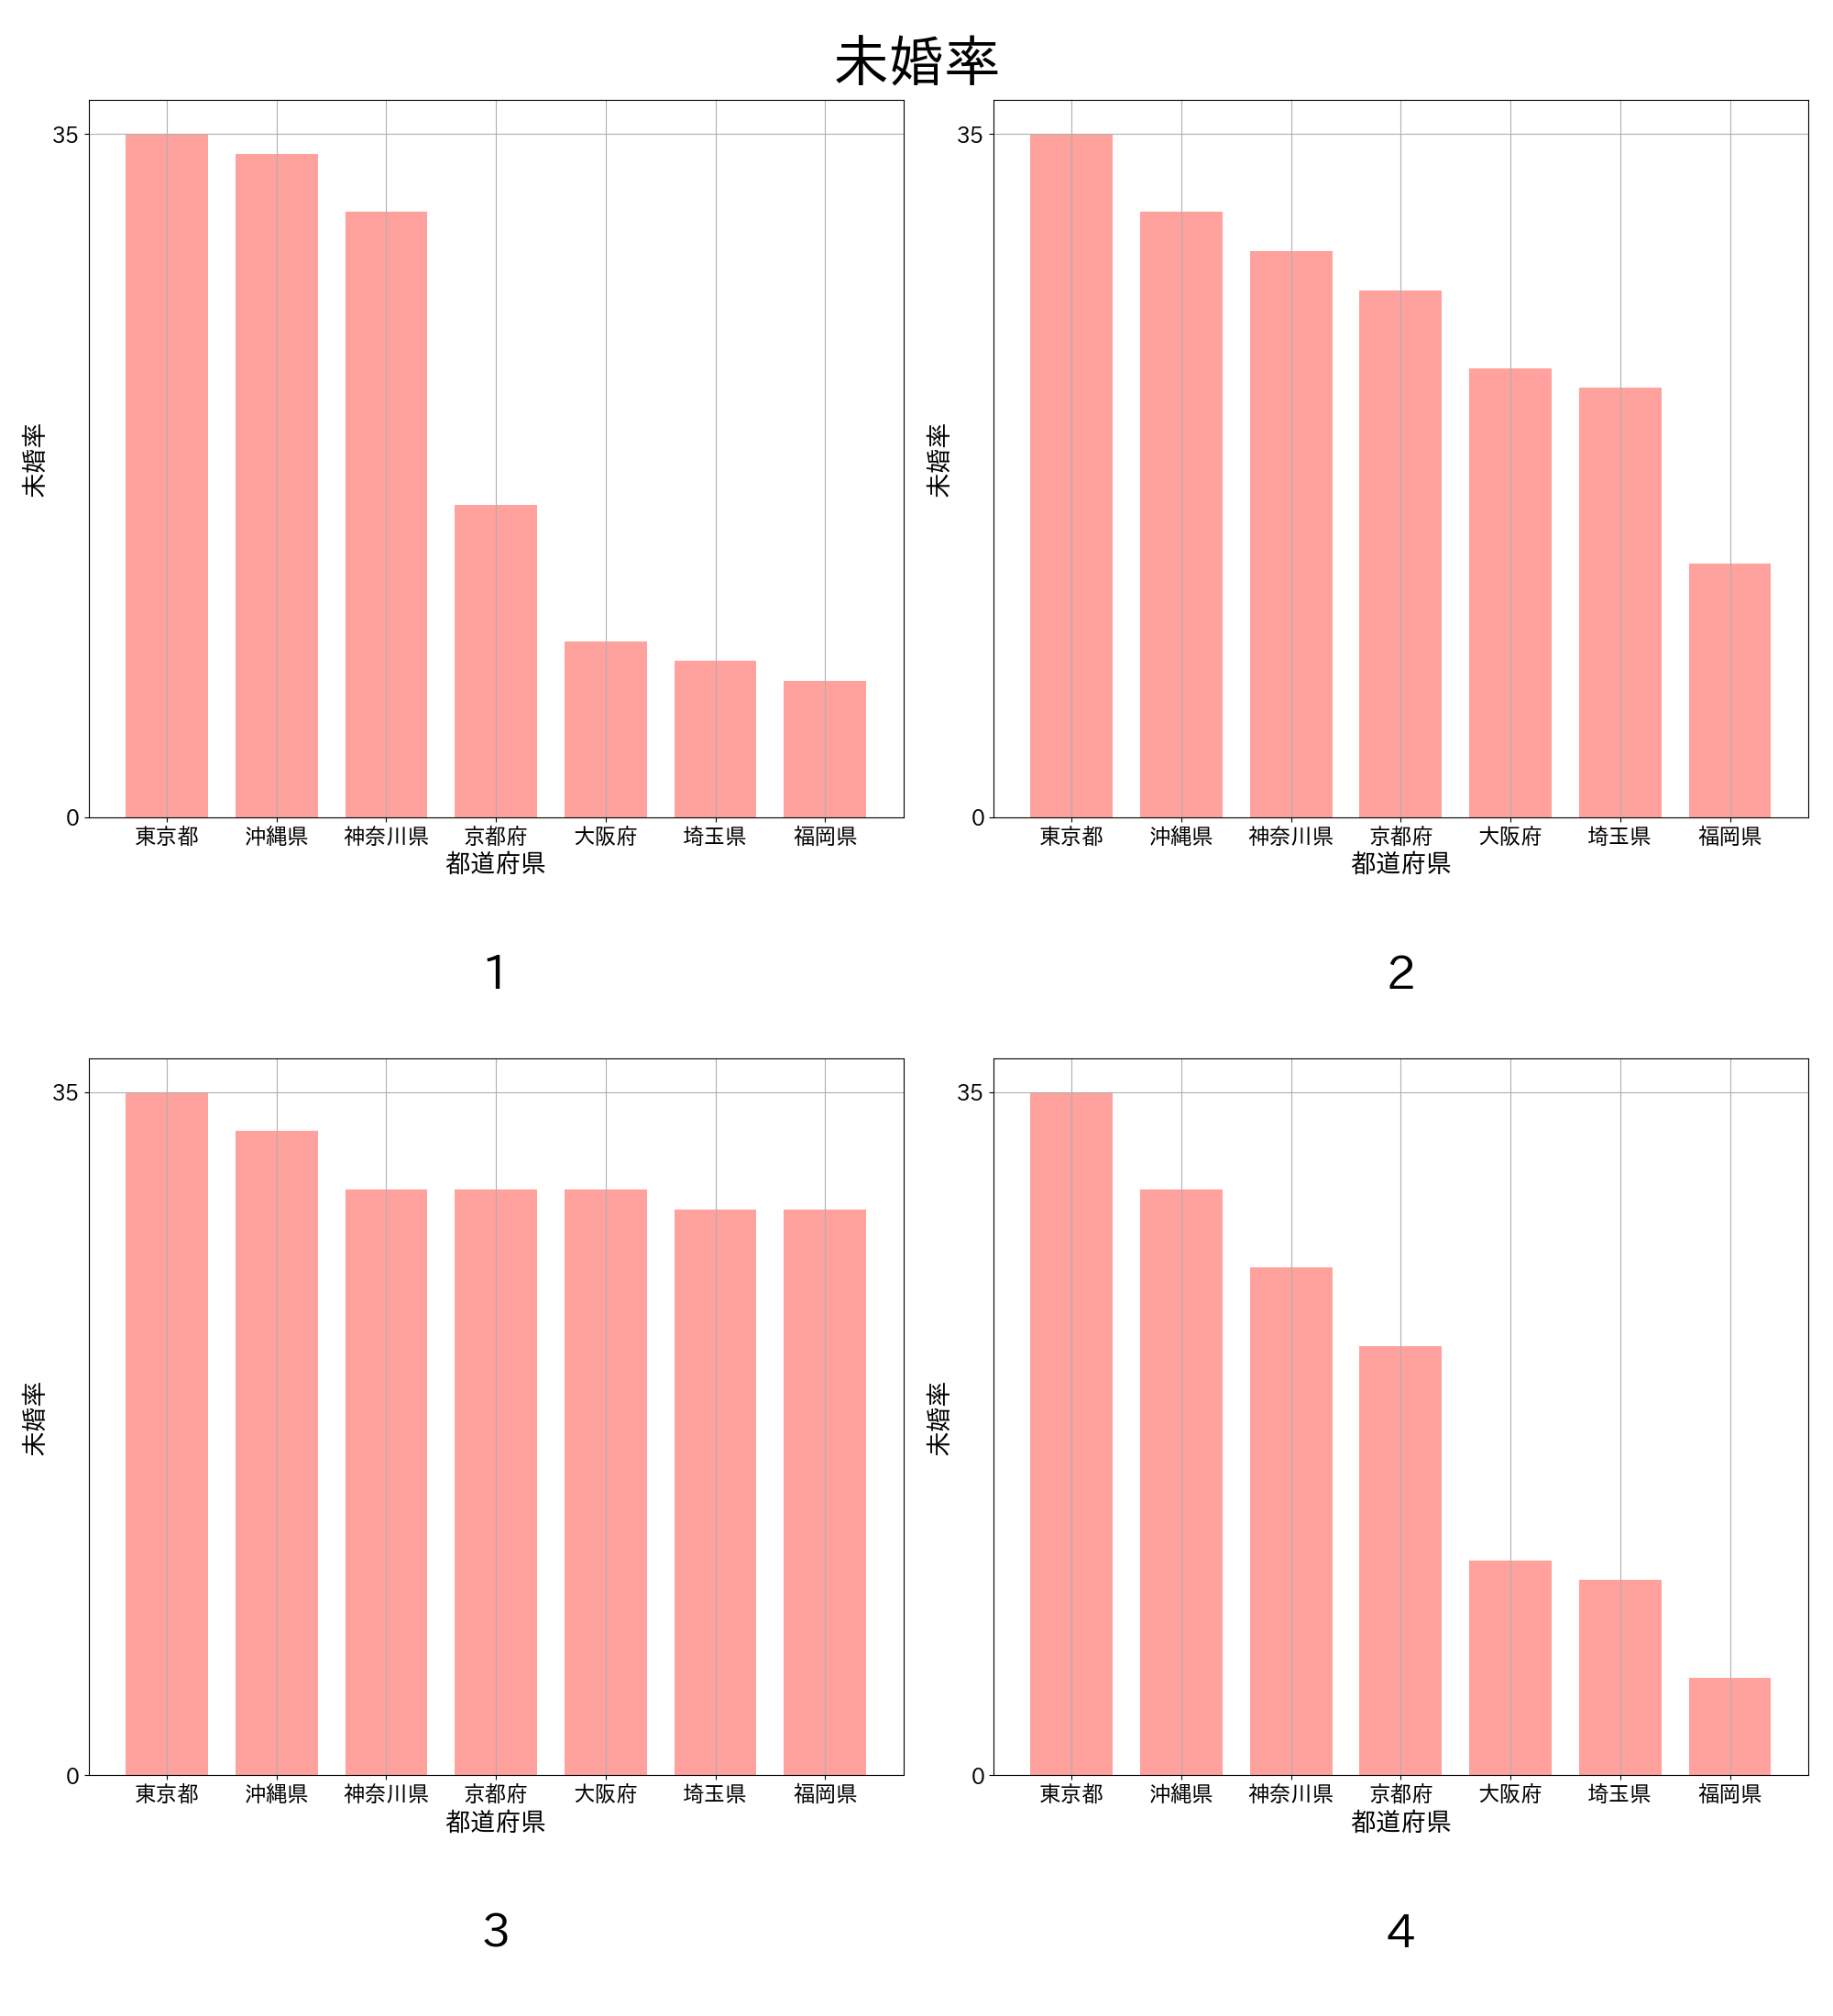 未婚率
35
0
未婚率
東京都 沖縄県 神奈川県 京都府 大阪府 埼玉県 福岡県
都道府県
1
35
0
未婚率
東京都 沖縄県 神奈川県 京都府 大阪府 埼玉県 福岡県
都道府県
2
35
0
未婚率
東京都 沖縄県 神奈川県 京都府 大阪府 埼玉県 福岡県
都道府県
3
35
0
未婚率
東京都 沖縄県 神奈川県 京都府 大阪府 埼玉県 福岡県
都道府県
4